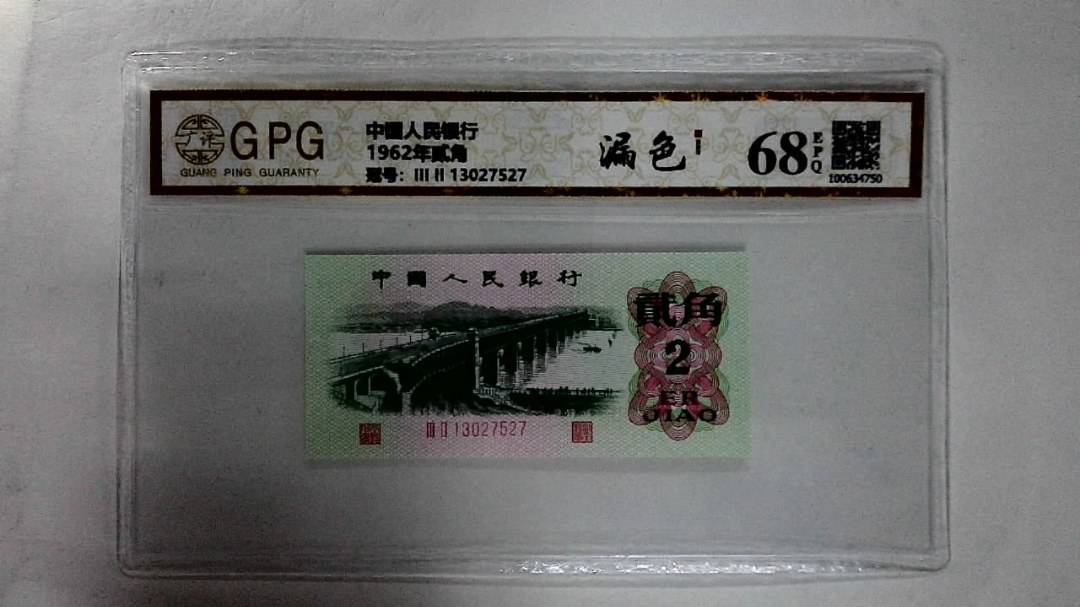 GPG
GUANG PING GUARANTY
中國人民银行
1962年贰角
冠号：III II 13027527
漏色
68 EPQ
100634750
中國人民銀行
貳角
2
ER
JIAO
III II 13027527